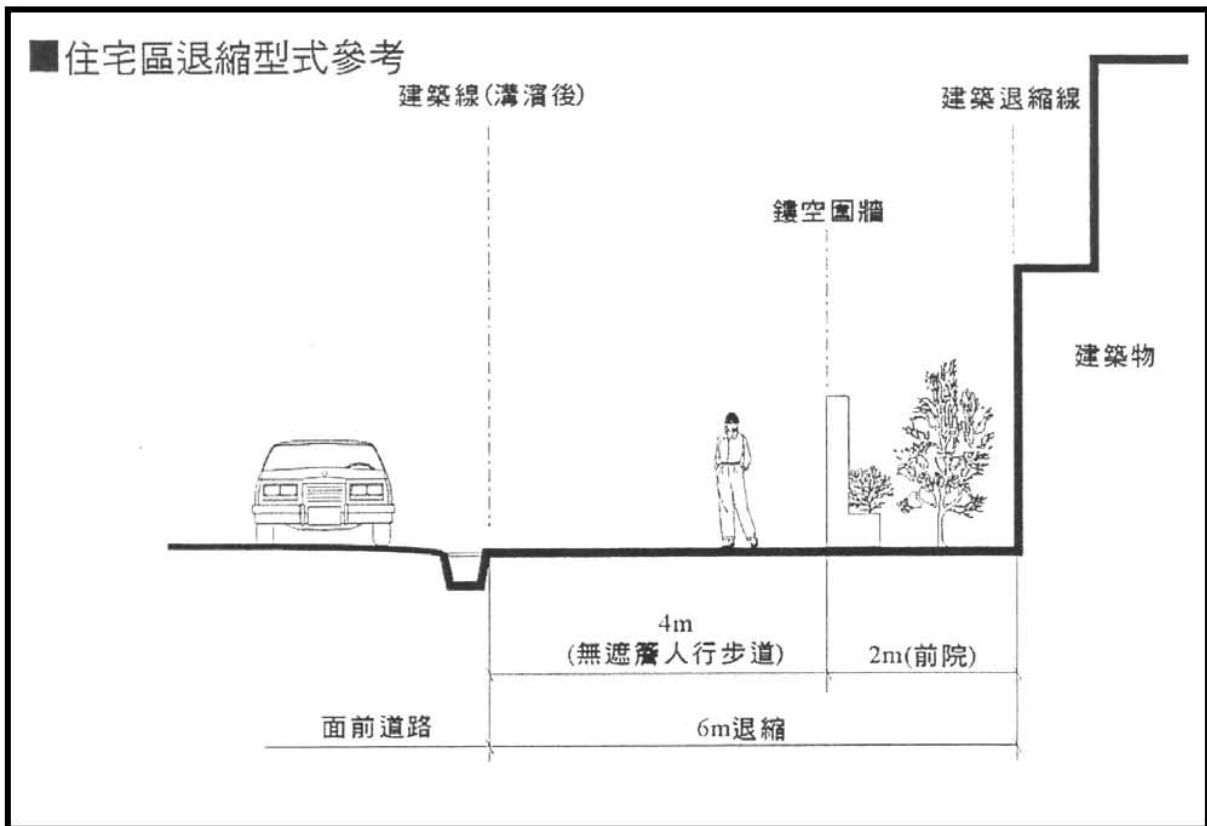 ■住宅區退縮型式參考
建築線(溝濱後)
建築退縮線
鏤空圍牆
建築物
4m
(無遮簷人行步道)
2m(前院)
面前道路
6m退縮